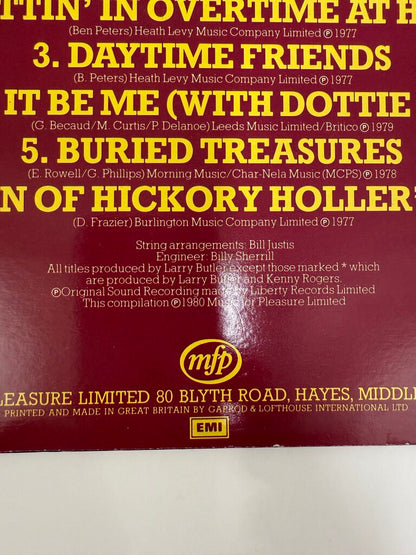 TTIN' IN OVERTIME AT H
(Ben Peters) Heath Levy Music Company Limited ℗ 1977
3. DAYTIME FRIENDS
(B. Peters) Heath Levy Music Company Limited ℗ 1977
IT BE ME (WITH DOTTIE
(G. Becaud/M. Curtis/P. Delanoe) Leeds Music Limited/Britico ℗ 1979
5. BURIED TREASURES
(E. Rowell/G. Phillips) Morning Music/Char-Nela Music (MCPS) ℗ 1978
N OF HICKORY HOLLER'
(D. Frazier) Burlington Music Company Limited ℗ 1977
String arrangements: Bill Justis
Engineer: Billy Sherrill
All titles produced by Larry Butler except those marked * which
are produced by Larry Butler and Kenny Rogers.
℗ Original Sound Recording made by Liberty Records Limited
This compilation ℗ 1980 Music for Pleasure Limited
mfp
LEASURE LIMITED 80 BLYTH ROAD, HAYES, MIDDL
PRINTED AND MADE IN GREAT BRITAIN BY GAPROD & LOFTHOUSE INTERNATIONAL LTD
EMI